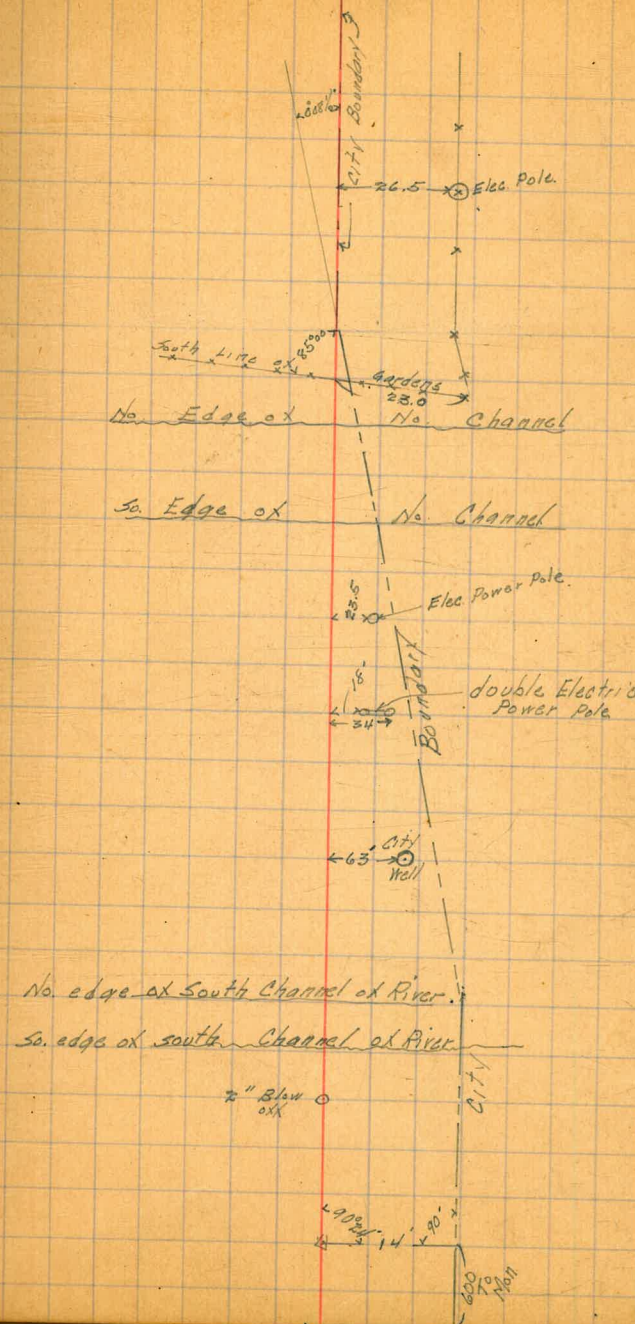 City Boundary
26.5
Elec. Pole.
85°00'
South Line of Gardens
23.0
No. Edge of No. Channel
So. Edge of No. Channel
23.5
Elec Power Pole.
18'
double Electric
Power Pole
34
Boundary
63'
City
Well
No. edge of South Channel of River.
So. edge of south Channel of River
2" Blow
off
City
90-
14'
600
To
Mon